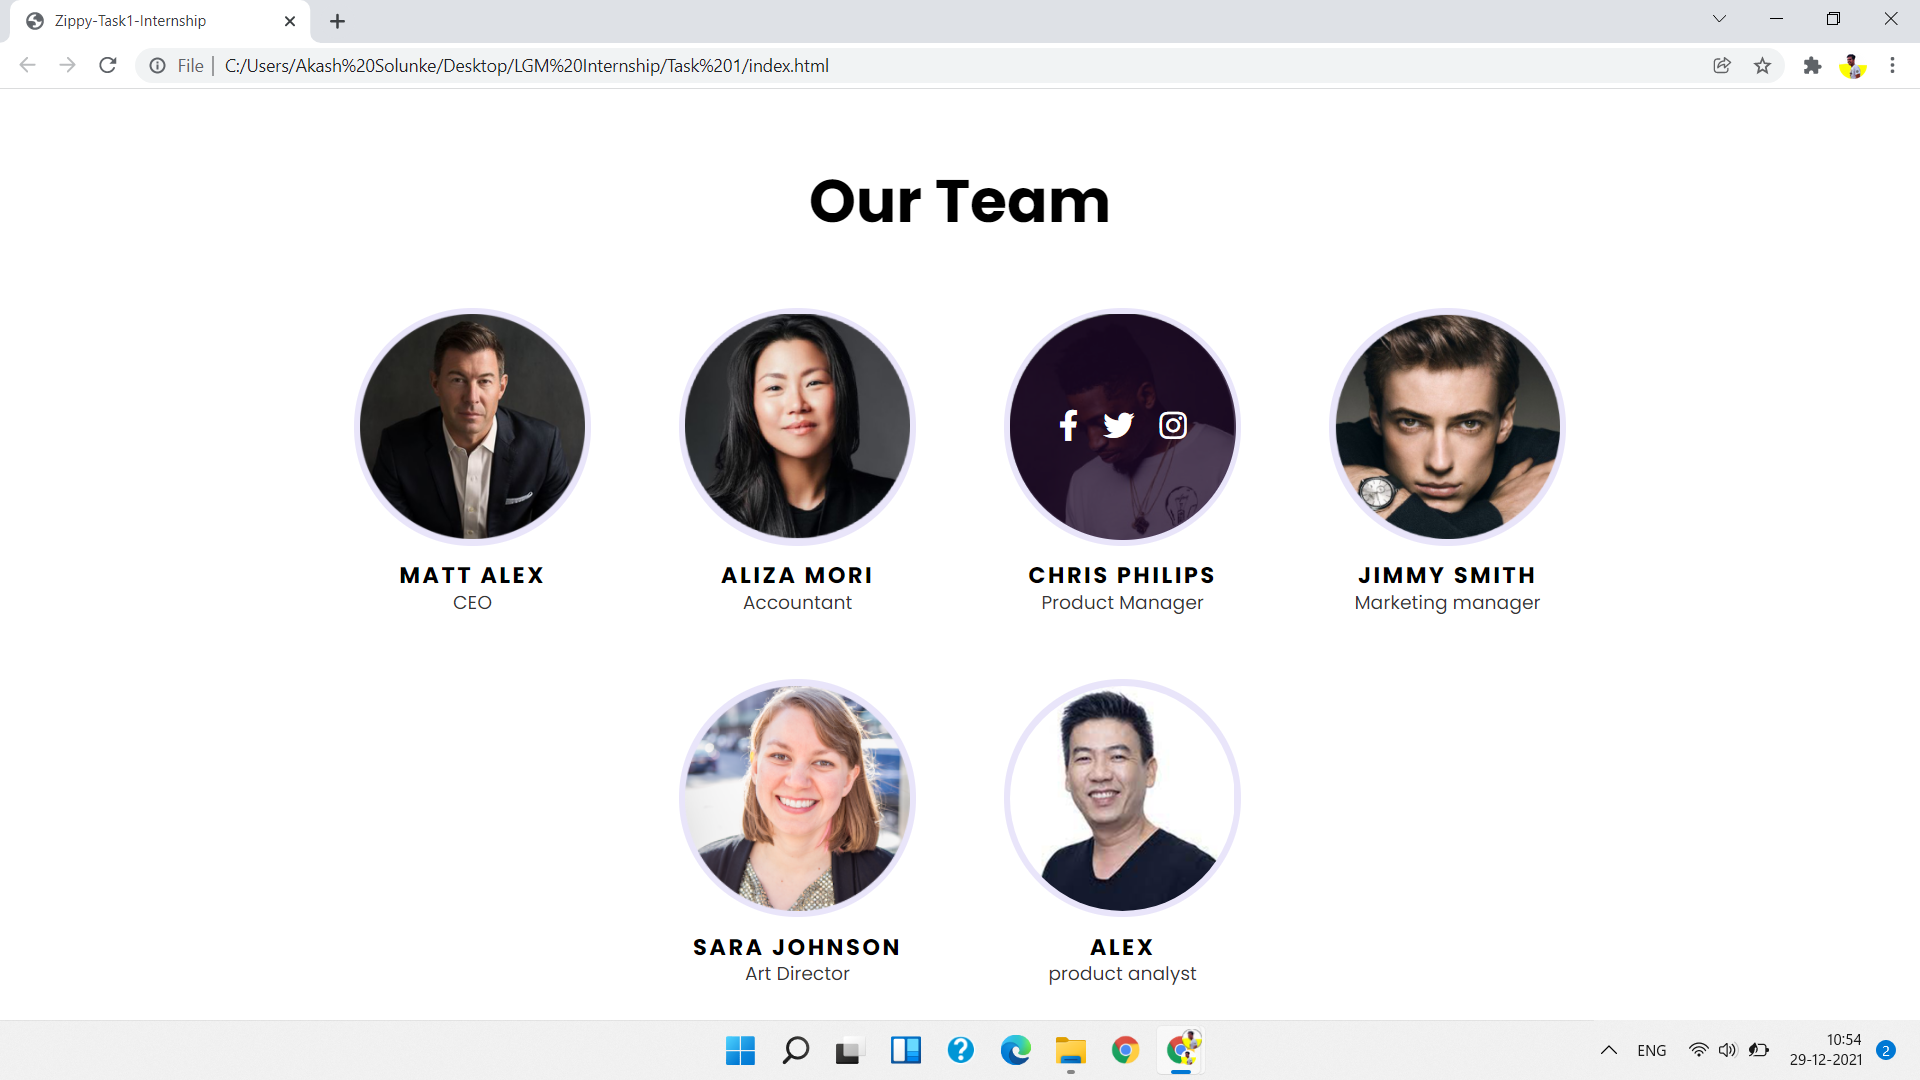 Zippy-Task1-Internship
File | C:/Users/Akash%20Solunke/Desktop/LGM%20Internship/Task%201/index.html
Our Team
MATT ALEX
CEO
ALIZA MORI
Accountant
CHRIS PHILIPS
Product Manager
JIMMY SMITH
Marketing manager
SARA JOHNSON
Art Director
ALEX
product analyst
ENG
10:54
29-12-2021
2